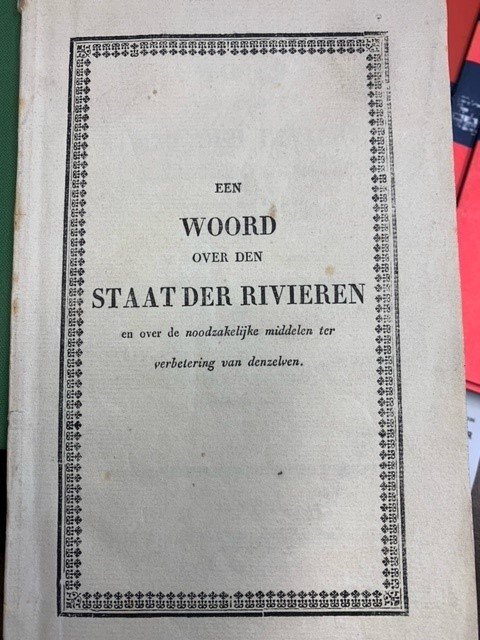 EEN
WOORD
OVER DEN
STAAT DER RIVIEREN
en over de noodzakelijke middelen ter
verbetering van denzelven.